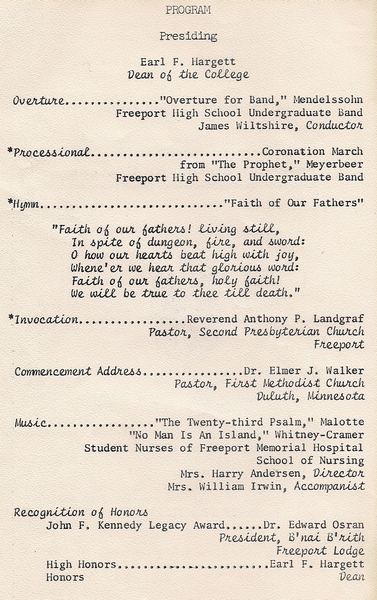 PROGRAM
Presiding
Earl F. Hargett
Dean of the College
Overture..............."Overture for Band," Mendelssohn
Freeport High School Undergraduate Band
James Wiltshire, Conductor
*Processional...........................Coronation March
from "The Prophet," Meyerbeer
Freeport High School Undergraduate Band
*Hymn............................."Faith of Our Fathers"
"Faith of our fathers! living still,
In spite of dungeon, fire, and sword:
O how our hearts beat high with joy,
Whene'er we hear that glorious word:
Faith of our fathers, holy faith!
We will be true to thee till death."
*Invocation.................Reverend Anthony P. Landgraf
Pastor, Second Presbyterian Church
Freeport
Commencement Address................Dr. Elmer J. Walker
Pastor, First Methodist Church
Duluth, Minnesota
Music................."The Twenty-third Psalm," Malotte
"No Man Is An Island," Whitney-Cramer
Student Nurses of Freeport Memorial Hospital
School of Nursing
Mrs. Harry Andersen, Director
Mrs. William Irwin, Accompanist
Recognition of Honors
John F. Kennedy Legacy Award......Dr. Edward Osran
President, B'nai B'rith
Freeport Lodge
High Honors........................Earl F. Hargett
Honors Dean